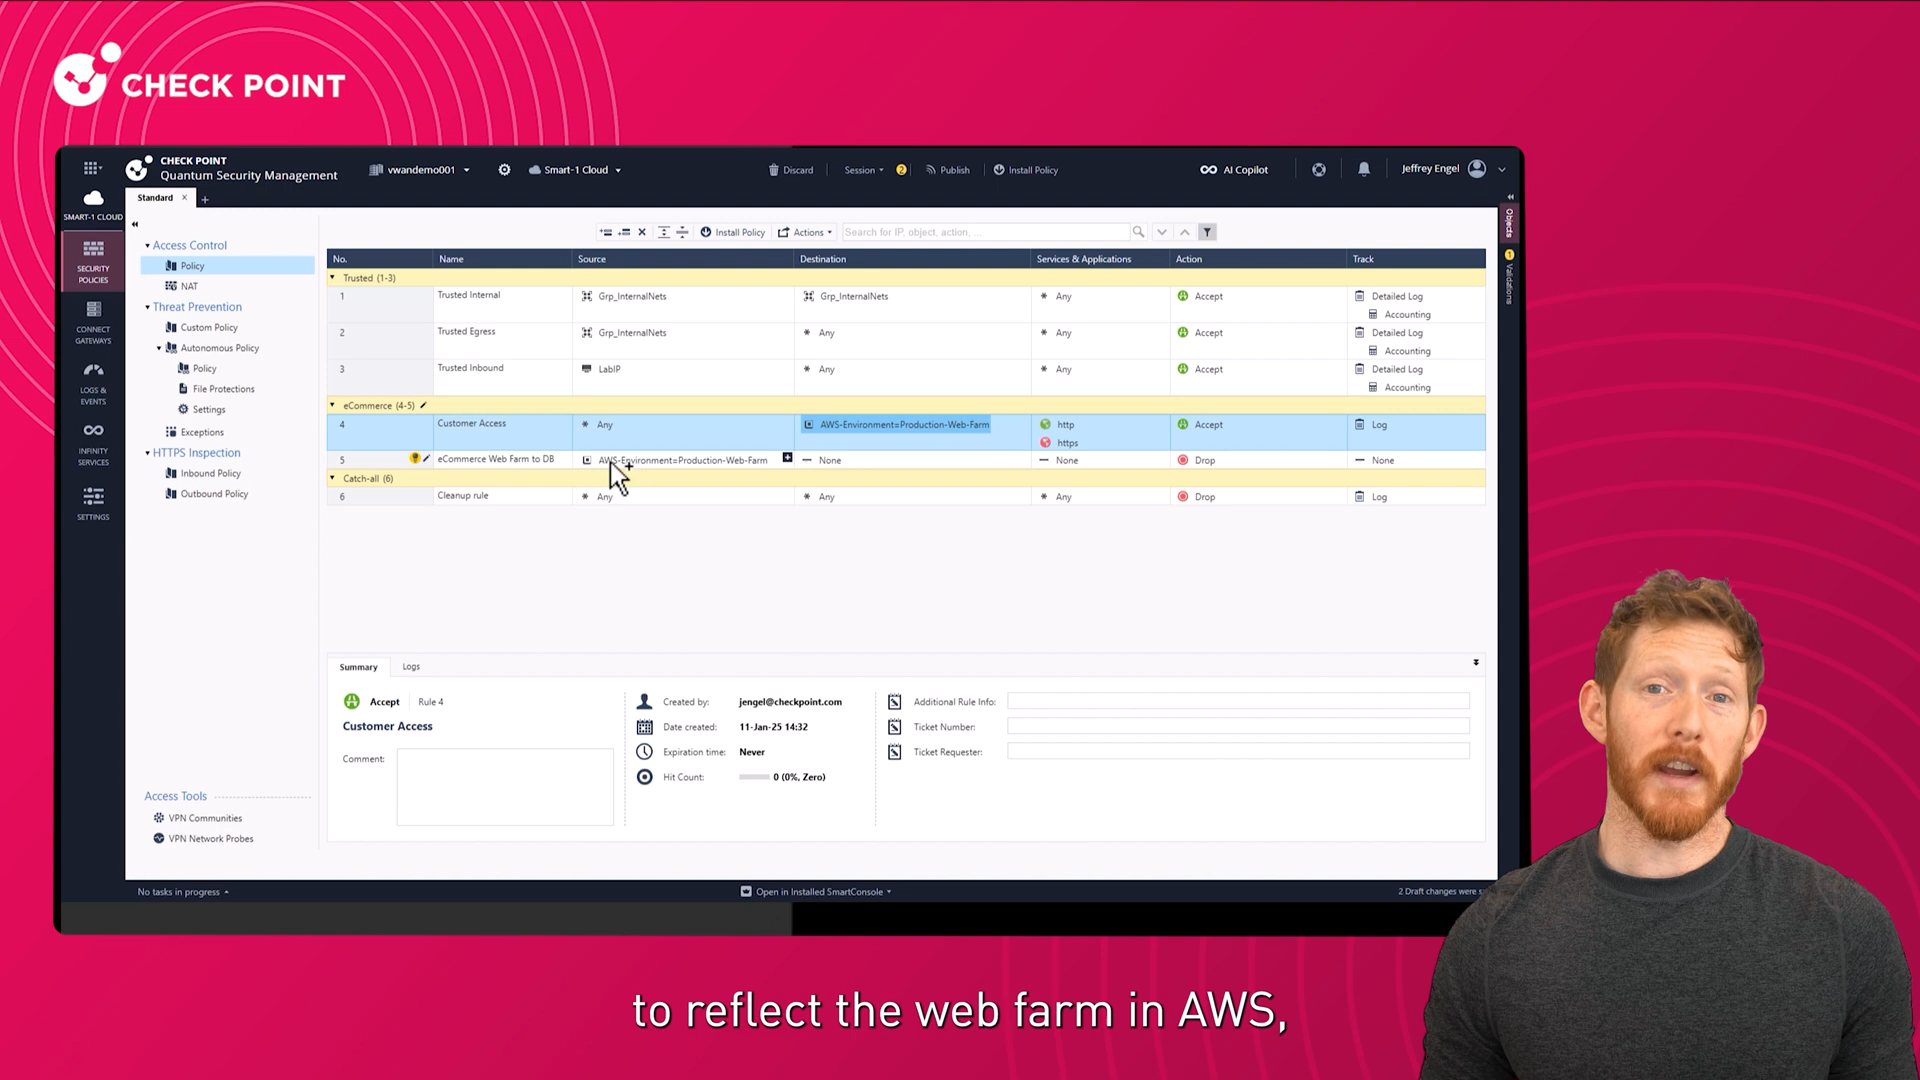 CHECK POINT
CHECK POINT
Quantum Security Management
vwandemo001
Smart-1 Cloud
Discard
Session
2
Publish
Install Policy
AI Copilot
Jeffrey Engel
SMART-1 CLOUD
SECURITY
POLICIES
CONNECT
GATEWAYS
LOGS &
EVENTS
INFINITY
SERVICES
SETTINGS
Standard
Access Control
Policy
NAT
Threat Prevention
Custom Policy
Autonomous Policy
Policy
File Protections
Settings
Exceptions
HTTPS Inspection
Inbound Policy
Outbound Policy
Access Tools
VPN Communities
VPN Network Probes
Install Policy
Actions
Search for IP, object, action, ...
No. Name Source Destination Services & Applications Action Track
Trusted (1-3)
1 Trusted Internal Grp_InternalNets Grp_InternalNets Any Accept Detailed Log
Accounting
2 Trusted Egress Grp_InternalNets Any Any Accept Detailed Log
Accounting
3 Trusted Inbound LabIP Any Any Accept Detailed Log
Accounting
eCommerce (4-5)
4 Customer Access Any AWS-Environment=Production-Web-Farm http Accept Log
https
5 eCommerce Web Farm to DB AWS-Environment=Production-Web-Farm None None Drop None
Catch-all (6)
6 Cleanup rule Any Any Any Drop Log
Objects
1
Validations
Summary
Logs
Accept Rule 4
Customer Access
Comment:
Created by: jengel@checkpoint.com
Date created: 11-Jan-25 14:32
Expiration time: Never
Hit Count: 0 (0%, Zero)
Additional Rule Info:
Ticket Number:
Ticket Requester:
No tasks in progress
Open in Installed SmartConsole
2 Draft changes were
to reflect the web farm in AWS,